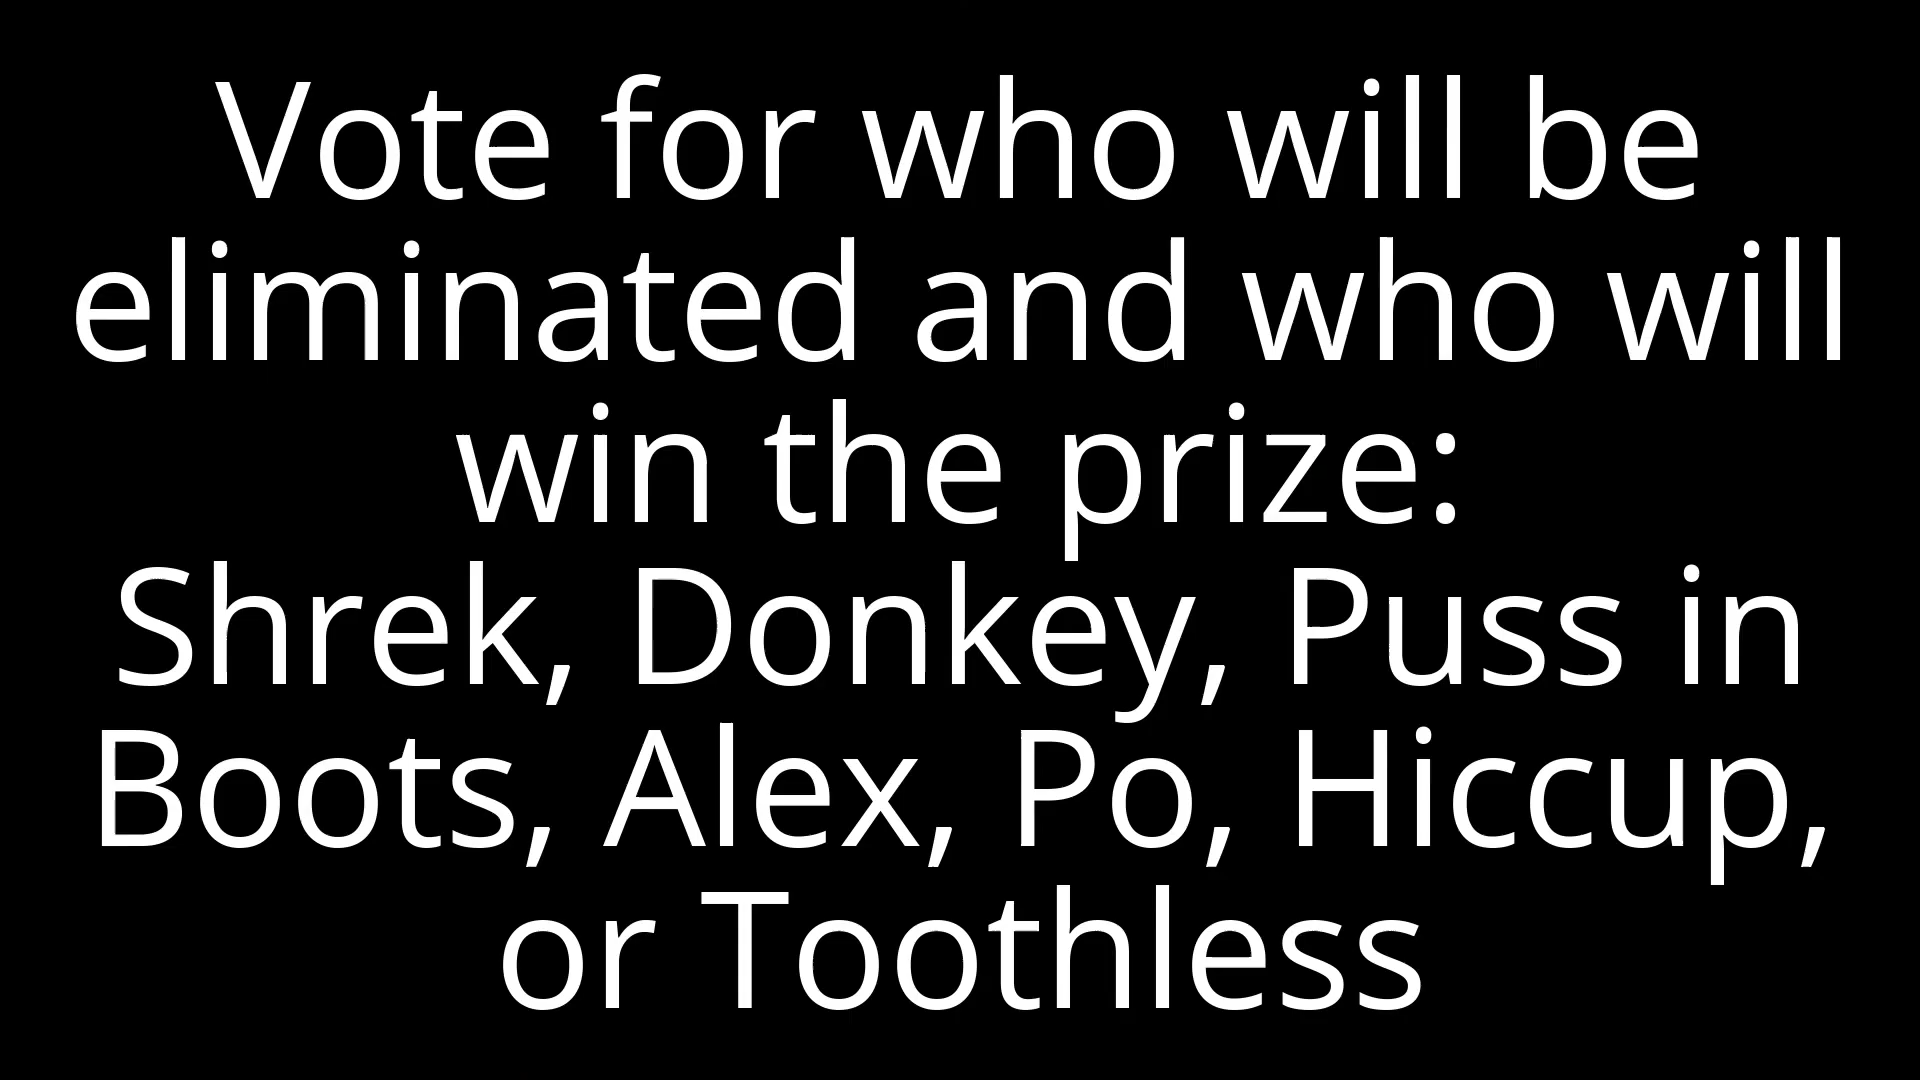 Vote for who will be
eliminated and who will
win the prize:
Shrek, Donkey, Puss in
Boots, Alex, Po, Hiccup,
or Toothless